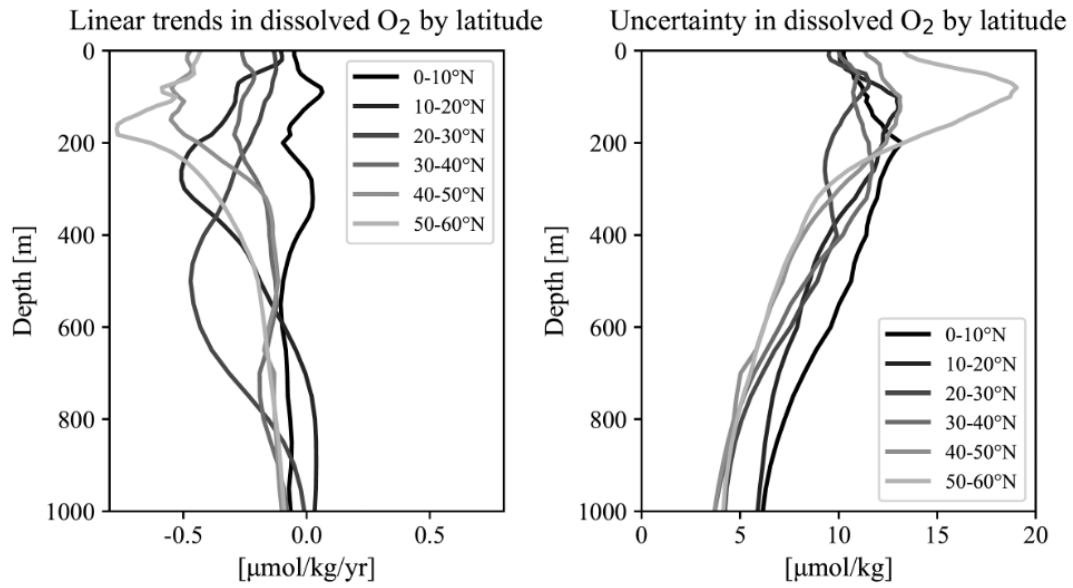 Linear trends in dissolved O₂ by latitude
0
200
400
600
800
1000
Depth [m]
-0.5
0.0
0.5
[μmol/kg/yr]
0-10°N
10-20°N
20-30°N
30-40°N
40-50°N
50-60°N
Uncertainty in dissolved O₂ by latitude
0
200
400
600
800
1000
Depth [m]
0
5
10
15
20
[μmol/kg]
0-10°N
10-20°N
20-30°N
30-40°N
40-50°N
50-60°N